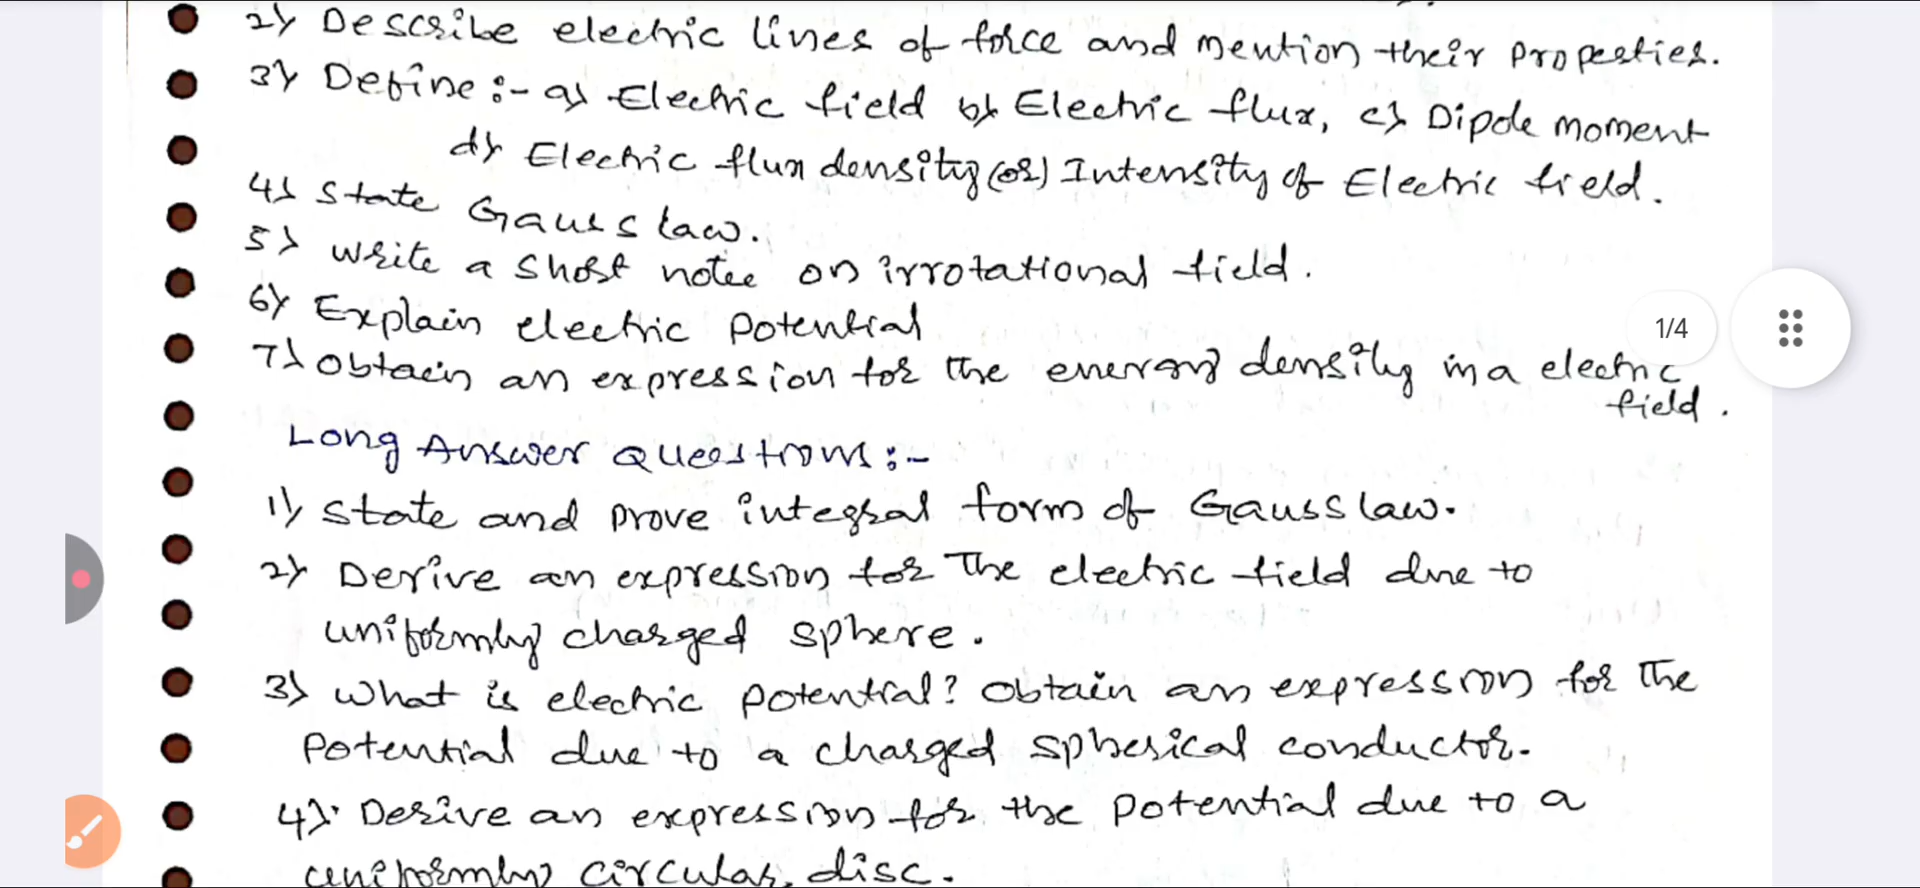 2) Describe electric lines of force and mention their properties.
3) Define :- a) Electric field b) Electric flux, c) Dipole moment
d) Electric flux density (or) Intensity of Electric field.
4) State Gauss law.
5) Write a short note on irrotational field.
6) Explain electric potential
7) Obtain an expression for the energy density in a electric
field.
1/4
Long Answer Questions :-
1) State and prove integral form of Gauss law.
2) Derive an expression for the electric field due to
uniformly charged sphere.
3) What is electric potential? Obtain an expression for the
potential due to a charged spherical conductor.
4) Derive an expression for the potential due to a
uniformly circular disc.